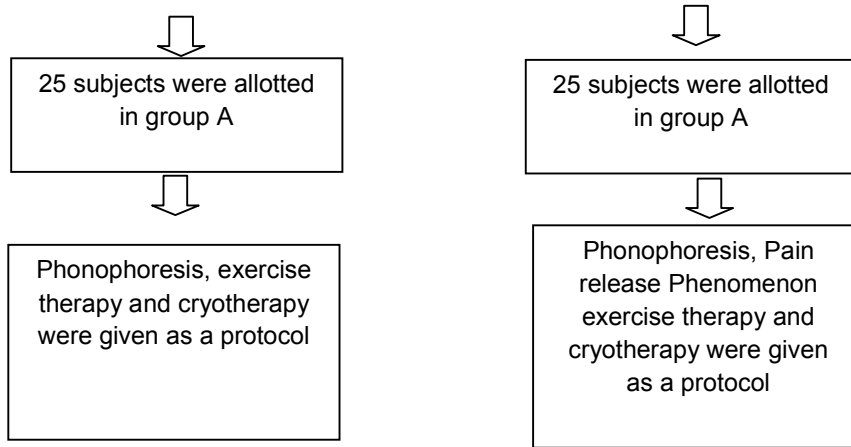 25 subjects were allotted
in group A
25 subjects were allotted
in group A
Phonophoresis, exercise
therapy and cryotherapy
were given as a protocol
Phonophoresis, Pain
release Phenomenon
exercise therapy and
cryotherapy were given
as a protocol